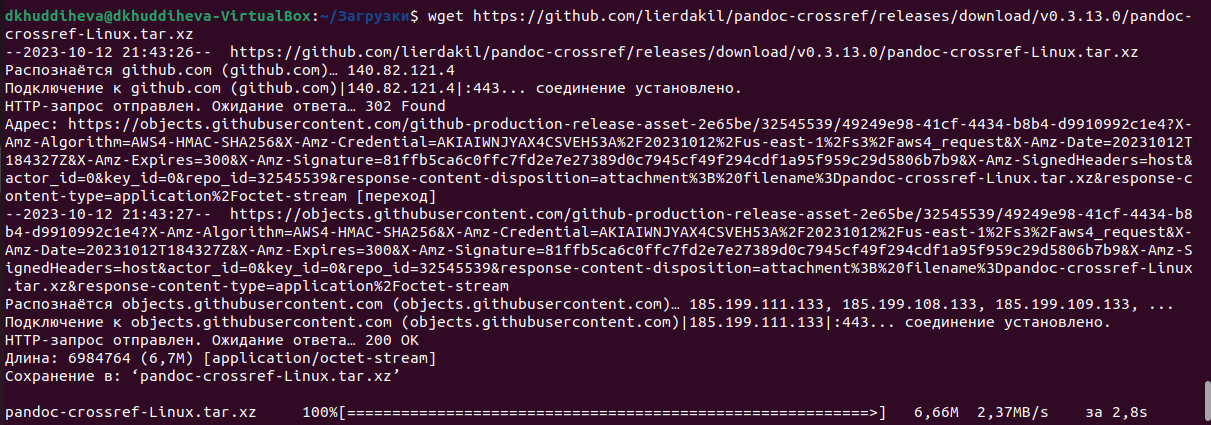 dkhuddiheva@dkhuddiheva-VirtualBox:~/Загрузки$ wget https://github.com/lierdakil/pandoc-crossref/releases/download/v0.3.13.0/pandoc-
crossref-Linux.tar.xz
--2023-10-12 21:43:26--  https://github.com/lierdakil/pandoc-crossref/releases/download/v0.3.13.0/pandoc-crossref-Linux.tar.xz
Распознаётся github.com (github.com)… 140.82.121.4
Подключение к github.com (github.com)|140.82.121.4|:443... соединение установлено.
HTTP-запрос отправлен. Ожидание ответа… 302 Found
Адрес: https://objects.githubusercontent.com/github-production-release-asset-2e65be/32545539/49249e98-41cf-4434-b8b4-d9910992c1e4?X-
Amz-Algorithm=AWS4-HMAC-SHA256&X-Amz-Credential=AKIAIWNJYAX4CSVEH53A%2F20231012%2Fus-east-1%2Fs3%2Faws4_request&X-Amz-Date=20231012T
184327Z&X-Amz-Expires=300&X-Amz-Signature=81ffb5ca6c0ffc7fd2e7e27389d0c7945cf49f294cdf1a95f959c29d5806b7b9&X-Amz-SignedHeaders=host&
actor_id=0&key_id=0&repo_id=32545539&response-content-disposition=attachment%3B%20filename%3Dpandoc-crossref-Linux.tar.xz&response-c
ontent-type=application%2Foctet-stream [переход]
--2023-10-12 21:43:27--  https://objects.githubusercontent.com/github-production-release-asset-2e65be/32545539/49249e98-41cf-4434-b8
b4-d9910992c1e4?X-Amz-Algorithm=AWS4-HMAC-SHA256&X-Amz-Credential=AKIAIWNJYAX4CSVEH53A%2F20231012%2Fus-east-1%2Fs3%2Faws4_request&X-
Amz-Date=20231012T184327Z&X-Amz-Expires=300&X-Amz-Signature=81ffb5ca6c0ffc7fd2e7e27389d0c7945cf49f294cdf1a95f959c29d5806b7b9&X-Amz-S
ignedHeaders=host&actor_id=0&key_id=0&repo_id=32545539&response-content-disposition=attachment%3B%20filename%3Dpandoc-crossref-Linux
.tar.xz&response-content-type=application%2Foctet-stream
Распознаётся objects.githubusercontent.com (objects.githubusercontent.com)… 185.199.111.133, 185.199.108.133, 185.199.109.133, ...
Подключение к objects.githubusercontent.com (objects.githubusercontent.com)|185.199.111.133|:443... соединение установлено.
HTTP-запрос отправлен. Ожидание ответа… 200 OK
Длина: 6984764 (6,7M) [application/octet-stream]
Сохранение в: ‘pandoc-crossref-Linux.tar.xz’
pandoc-crossref-Linux.tar.xz     100%[==========================================================>]   6,66M  2,37MB/s    за 2,8s